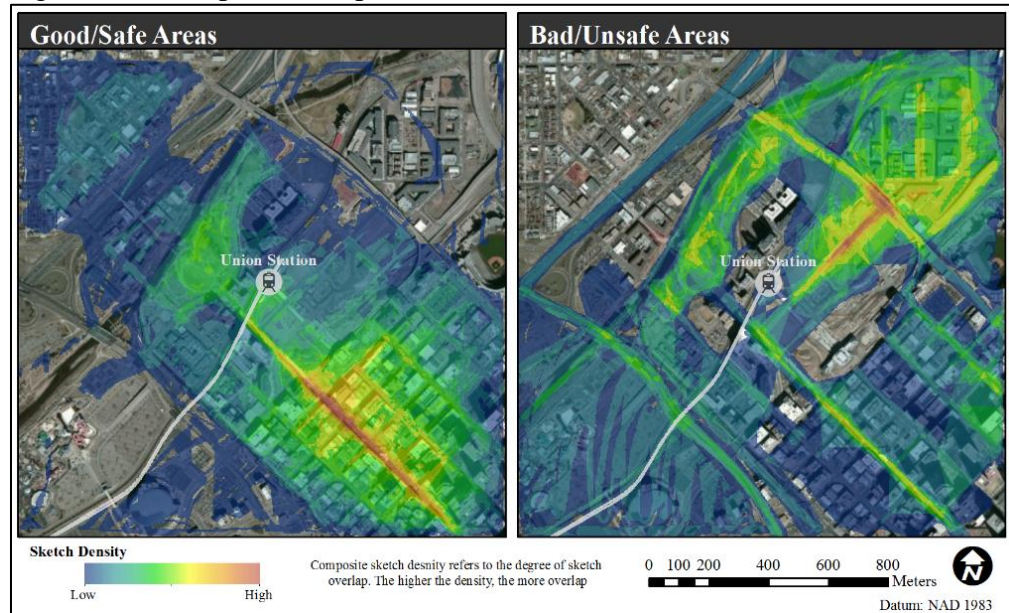 Good/Safe Areas
Bad/Unsafe Areas
Union Station
Union Station
Sketch Density
Low
High
Composite sketch desnity refers to the degree of sketch
overlap. The higher the density, the more overlap
0 100 200 400 600 800
Meters
N
Datum: NAD 1983